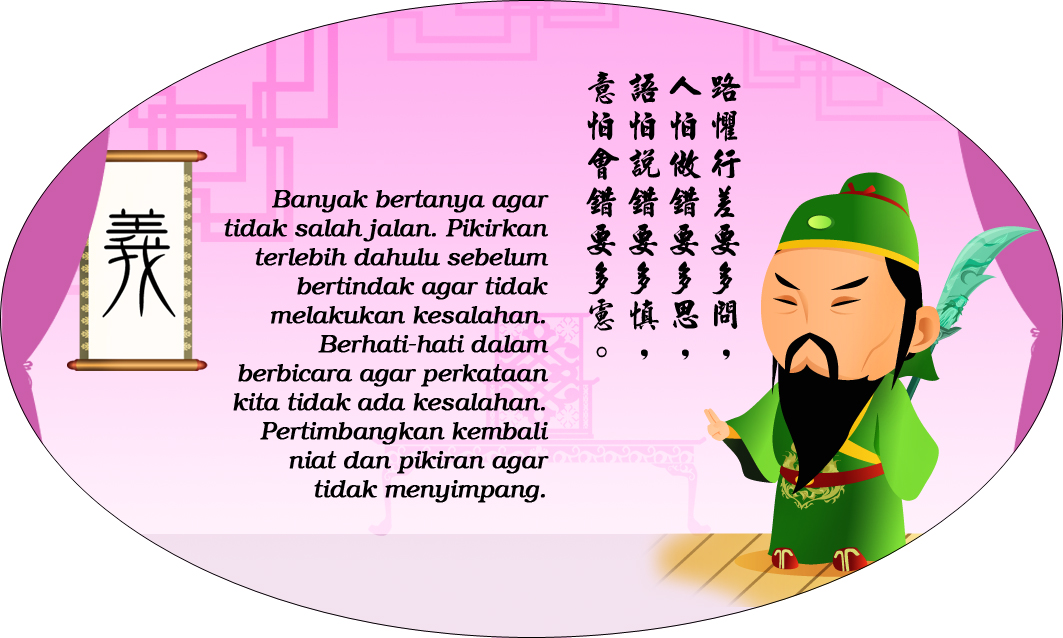 義
路懼行差要多問，
人怕做錯要多思，
語怕説錯要多慎，
意怕會錯要多慮。
Banyak bertanya agar
tidak salah jalan. Pikirkan
terlebih dahulu sebelum
bertindak agar tidak
melakukan kesalahan.
Berhati-hati dalam
berbicara agar perkataan
kita tidak ada kesalahan.
Pertimbangkan kembali
niat dan pikiran agar
tidak menyimpang.